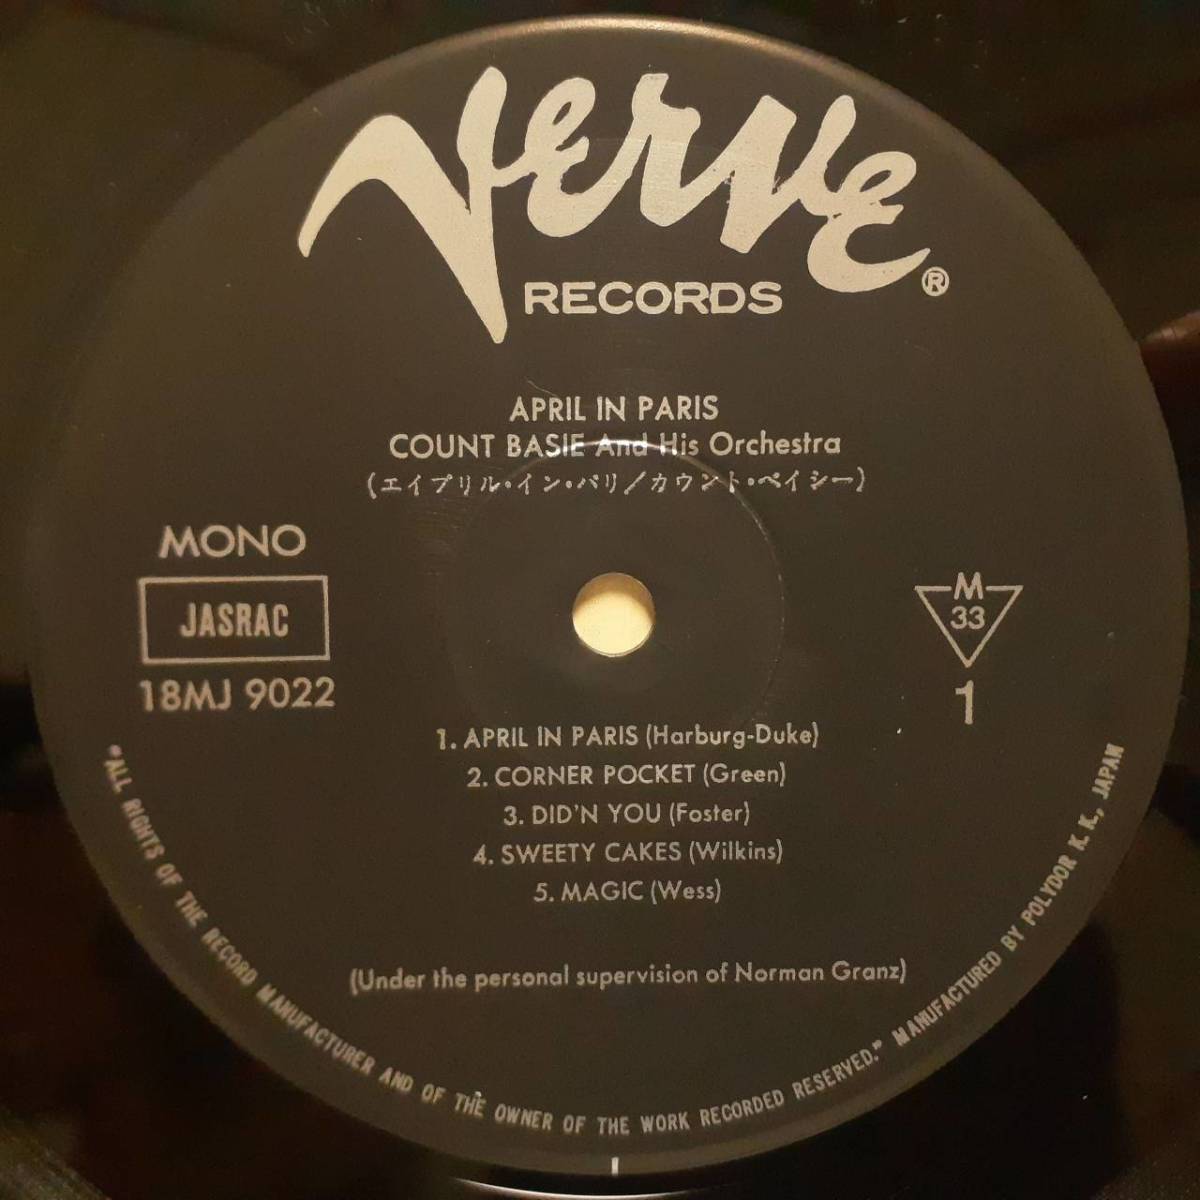 Verve
RECORDS®
APRIL IN PARIS
COUNT BASIE And His Orchestra
(エイプリル・イン・パリ/カウント・ベイシー)
MONO
JASRAC
18MJ 9022
M
33
1
1. APRIL IN PARIS (Harburg-Duke)
2. CORNER POCKET (Green)
3. DID'N YOU (Foster)
4. SWEETY CAKES (Wilkins)
5. MAGIC (Wess)
(Under the personal supervision of Norman Granz)
"ALL RIGHTS OF THE RECORD MANUFACTURER AND OF THE OWNER OF THE WORK RECORDED RESERVED." MANUFACTURED BY POLYDOR K. K., JAPAN